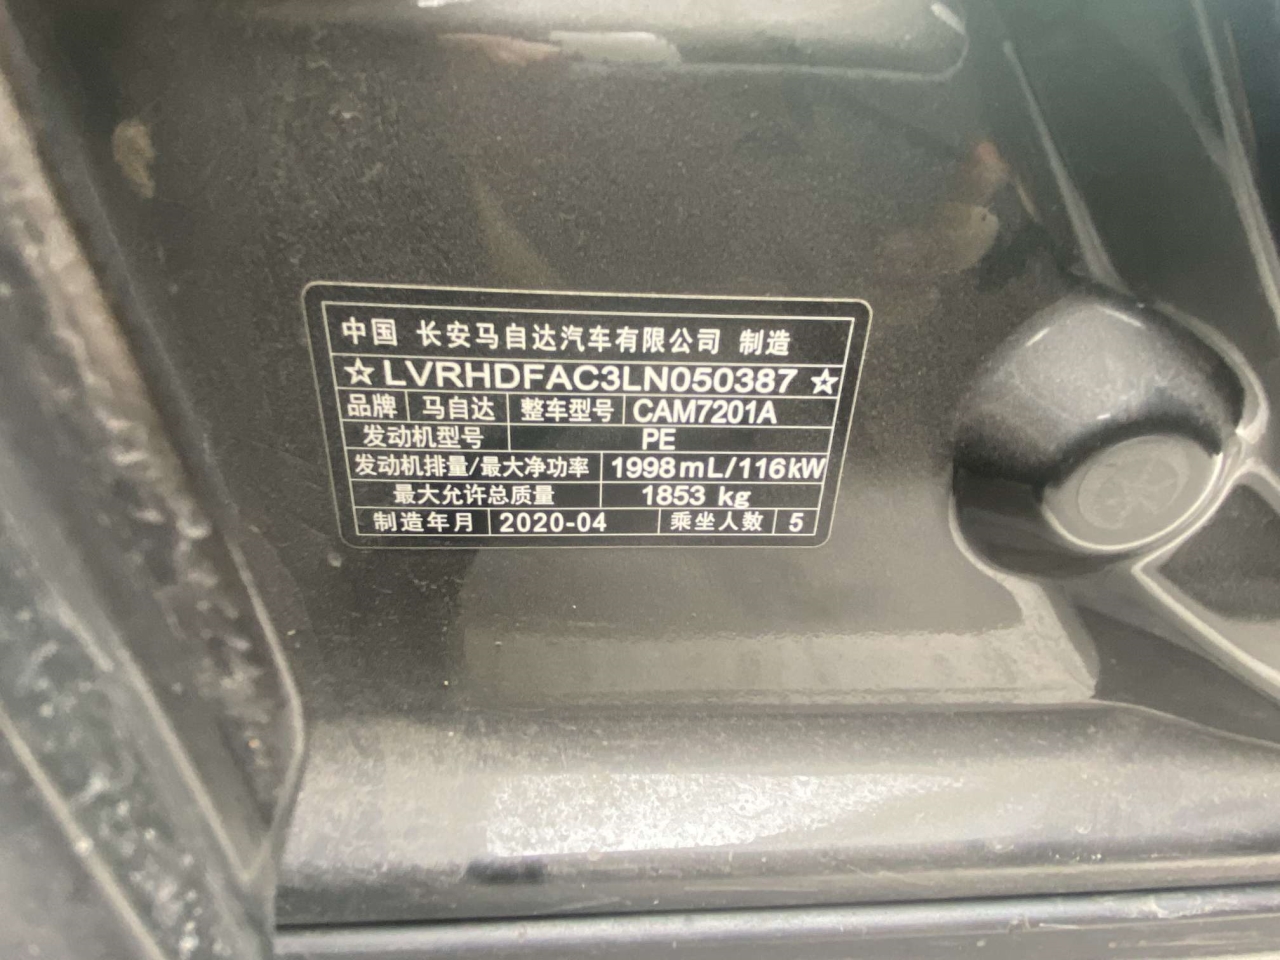 中国 长安马自达汽车有限公司 制造
☆LVRHDFAC3LN050387☆
品牌 马自达 整车型号 CAM7201A
发动机型号 PE
发动机排量/最大净功率 1998mL/116kW
最大允许总质量 1853 kg
制造年月 2020-04 乘坐人数 5